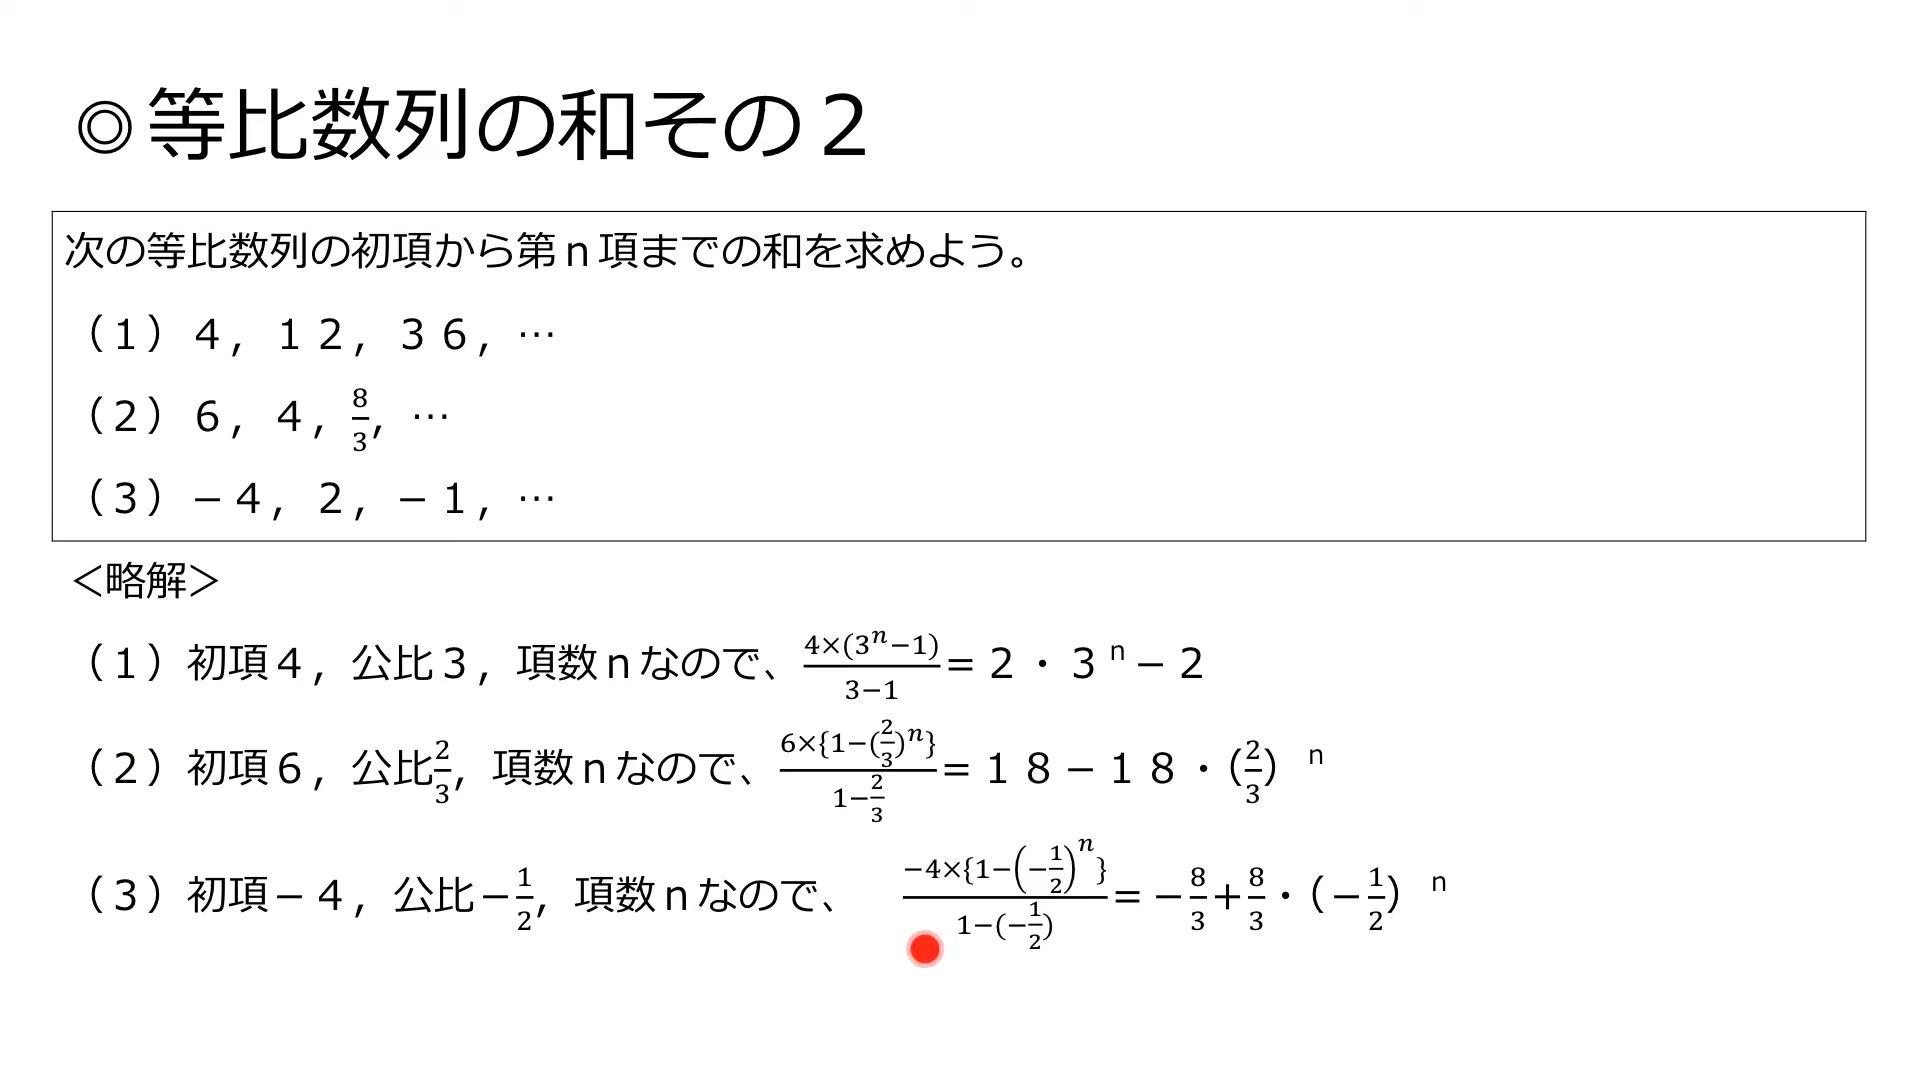 ◎等比数列の和その２
次の等比数列の初項から第ｎ項までの和を求めよう。
（１）４，１２，３６，…
（２）６，４，8/3，…
（３）－４，２，－１，…
＜略解＞
（１）初項４，公比３，項数ｎなので、4×(3^n−1)/(3−1)＝２・３ⁿ－２
（２）初項６，公比2/3，項数ｎなので、6×{1−(2/3)^n}/(1−2/3)＝１８－１８・（2/3）ⁿ
（３）初項－４，公比−1/2，項数ｎなので、 −4×{1−(−1/2)^n}/(1−(−1/2))＝−8/3+8/3・（−1/2）ⁿ